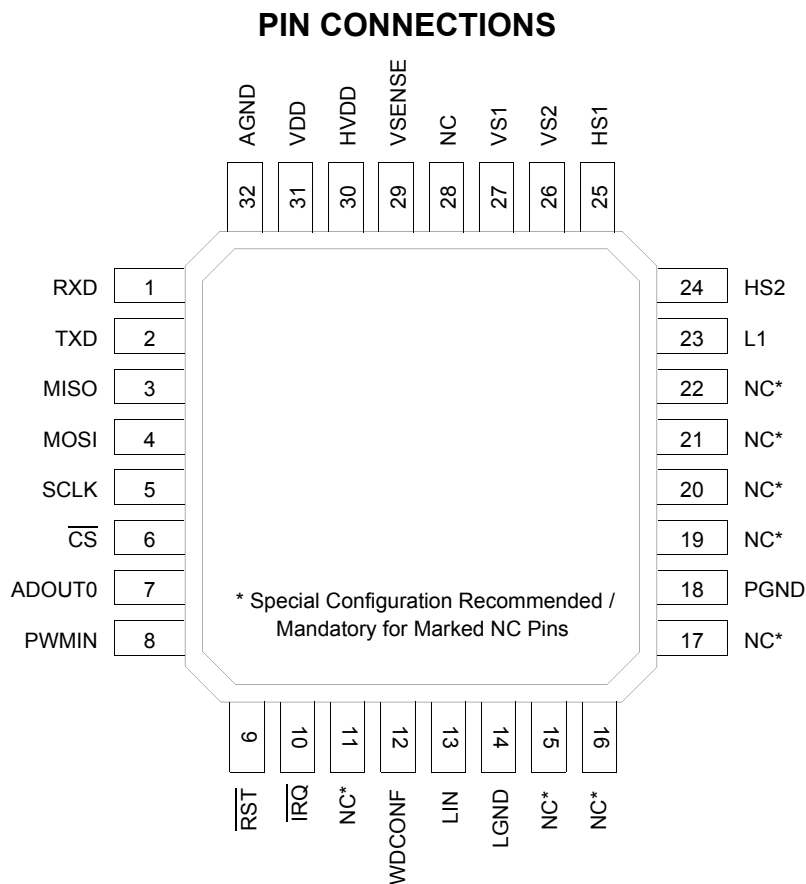 PIN CONNECTIONS
AGND
VDD
HVDD
VSENSE
NC
VS1
VS2
HS1
32
31
30
29
28
27
26
25
RXD 1
TXD 2
MISO 3
MOSI 4
SCLK 5
CS 6
ADOUT0 7
PWMIN 8
24 HS2
23 L1
22 NC*
21 NC*
20 NC*
19 NC*
18 PGND
17 NC*
* Special Configuration Recommended /
Mandatory for Marked NC Pins
9
10
11
12
13
14
15
16
RST
IRQ
NC*
WDCONF
LIN
LGND
NC*
NC*